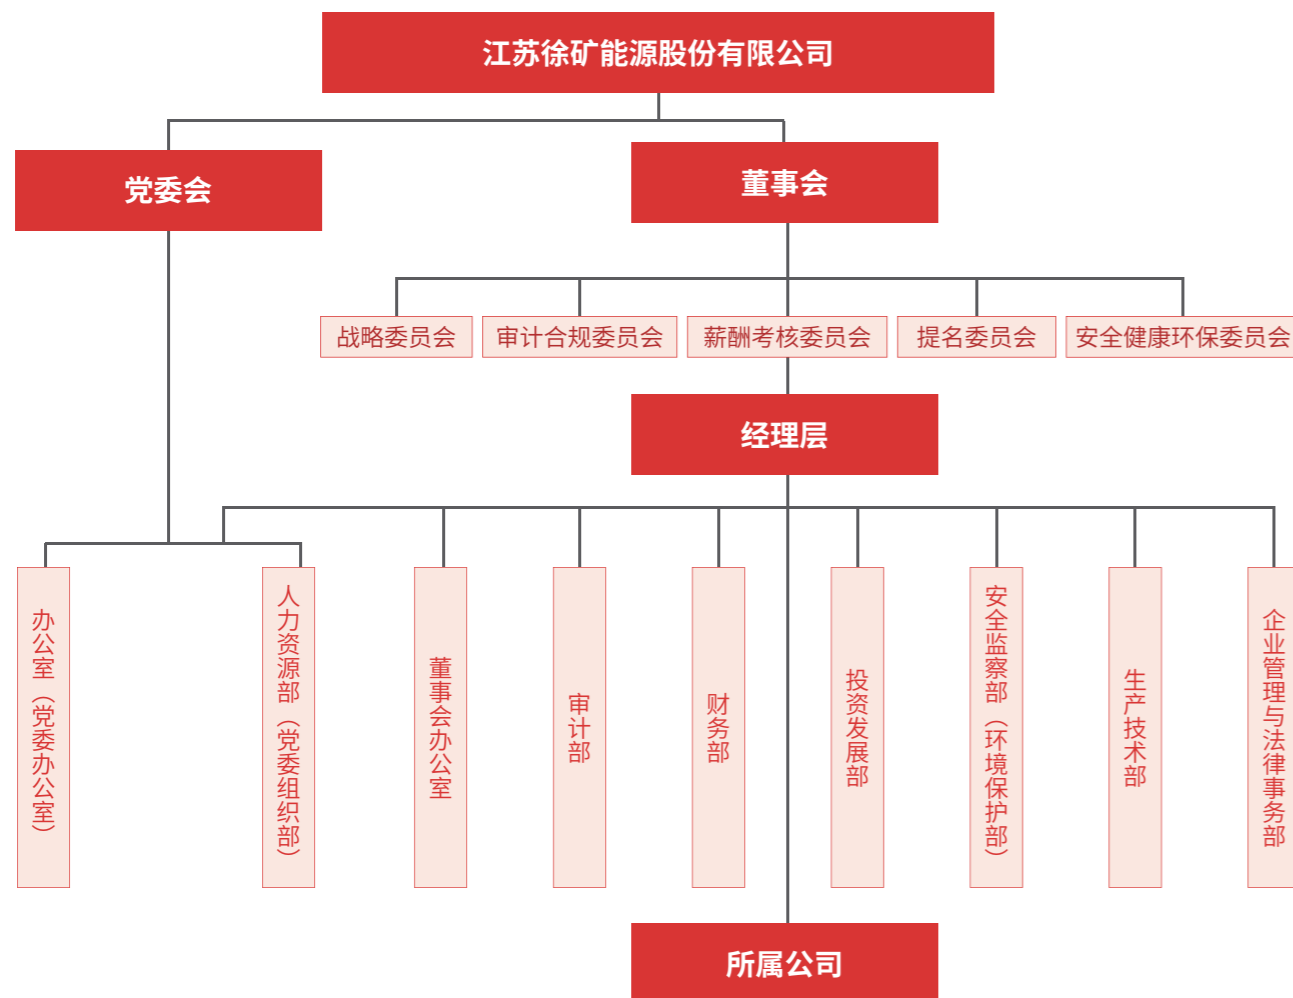 江苏徐矿能源股份有限公司
党委会
董事会
战略委员会
审计合规委员会
薪酬考核委员会
提名委员会
安全健康环保委员会
经理层
办公室（党委办公室）
人力资源部（党委组织部）
董事会办公室
审计部
财务部
投资发展部
安全监察部（环境保护部）
生产技术部
企业管理与法律事务部
所属公司